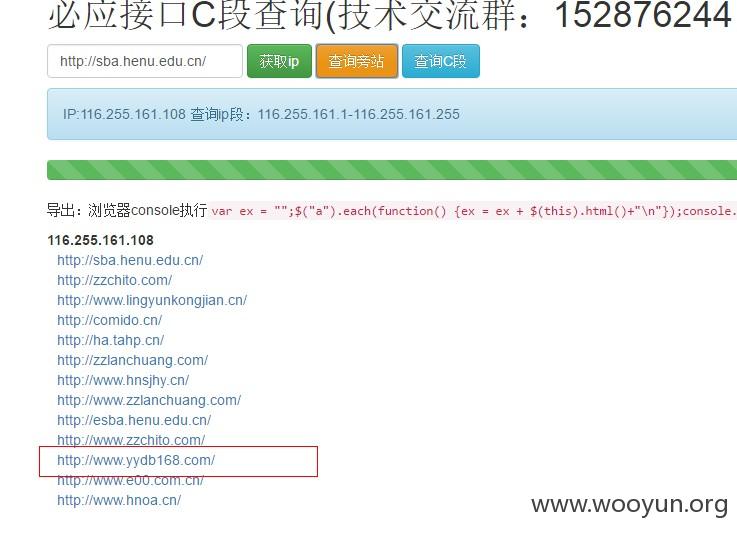 必应接口C段查询(技术交流群：152876244
http://sba.henu.edu.cn/ 获取ip 查询旁站 查询C段
IP:116.255.161.108 查询ip段：116.255.161.1-116.255.161.255
导出：浏览器console执行 var ex = "";$("a").each(function() {ex = ex + $(this).html()+"\n"});console.
116.255.161.108
http://sba.henu.edu.cn/
http://zzchito.com/
http://www.lingyunkongjian.cn/
http://comido.cn/
http://ha.tahp.cn/
http://zzlanchuang.com/
http://www.hnsjhy.cn/
http://www.zzlanchuang.com/
http://esba.henu.edu.cn/
http://www.zzchito.com/
http://www.yydb168.com/
http://www.e00.com.cn/
http://www.hnoa.cn/
www.wooyun.org